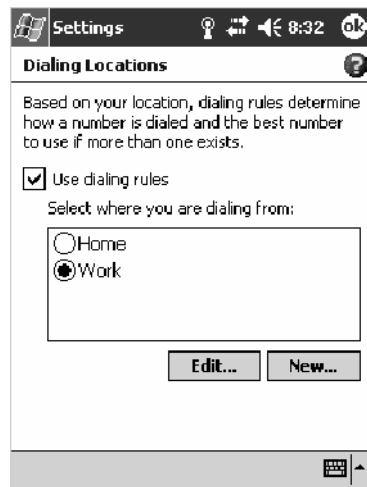 Settings 8:32 ok
Dialing Locations ?
Based on your location, dialing rules determine
how a number is dialed and the best number
to use if more than one exists.
Use dialing rules
Select where you are dialing from:
Home
Work
Edit... New...